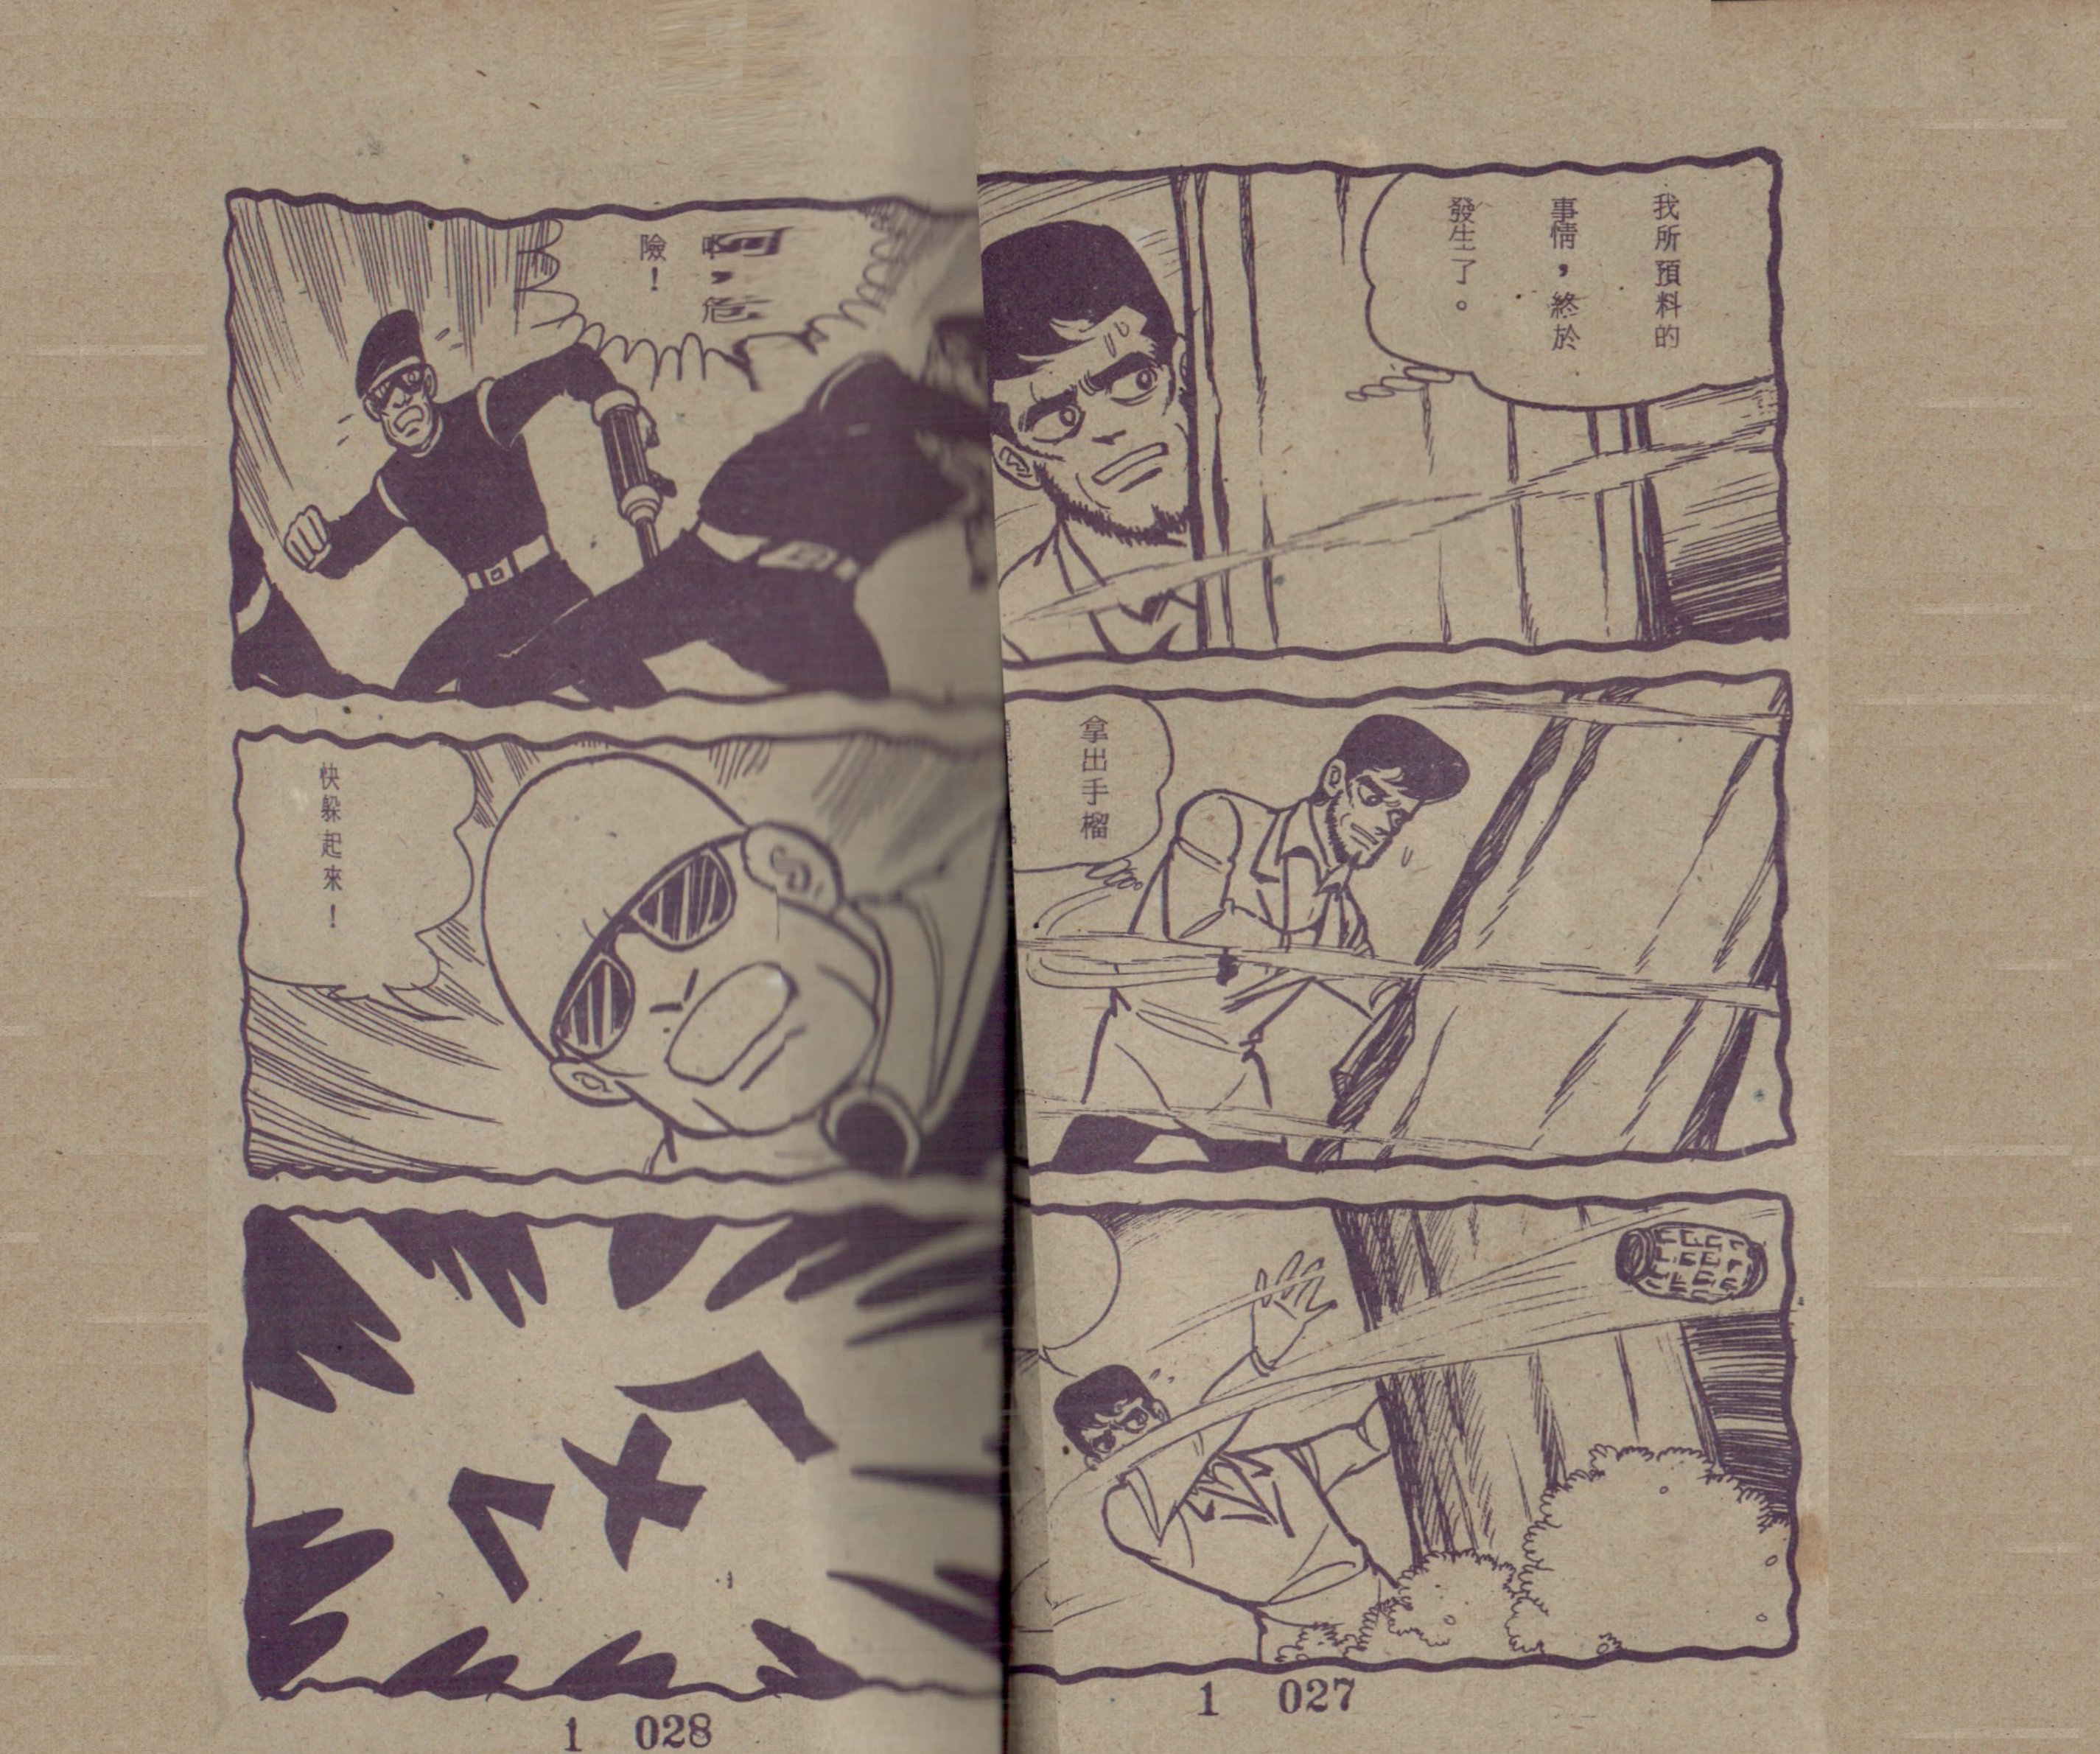 我所預料的
事情，終於
發生了。
拿出手榴
1 027
啊，危
險！
快躲起來！
ㄏㄨㄥ
1 028